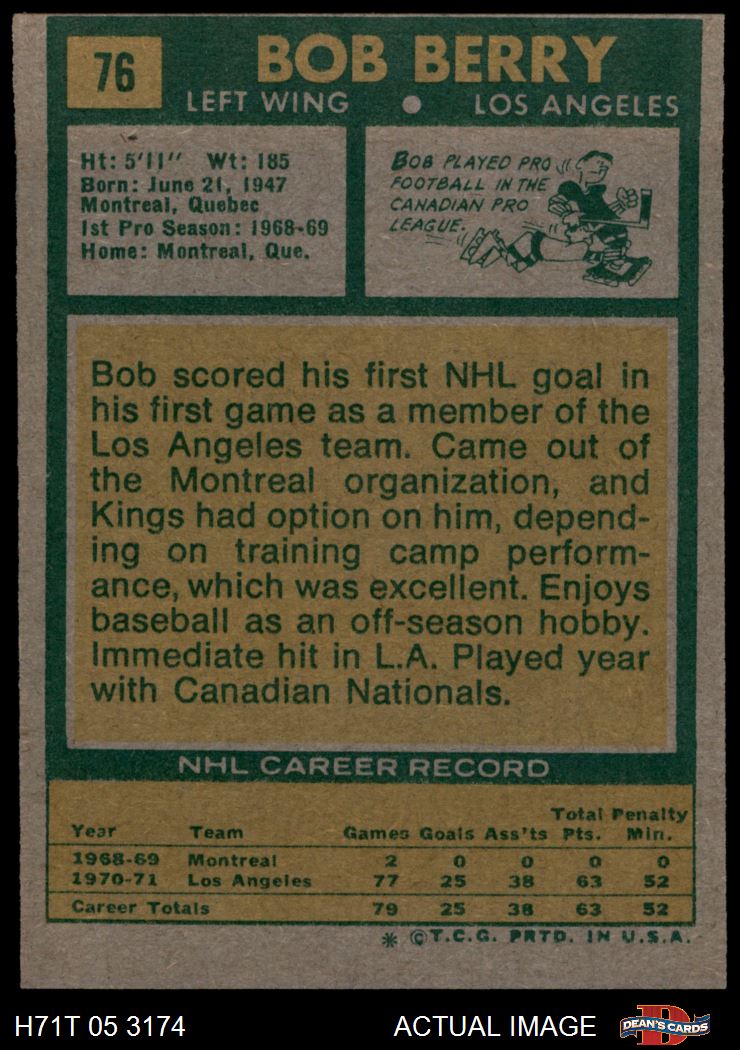 76
BOB BERRY
LEFT WING ● LOS ANGELES
Ht: 5'11" Wt: 185
Born: June 21, 1947
Montreal, Quebec
1st Pro Season: 1968-69
Home: Montreal, Que.
BOB PLAYED PRO
FOOTBALL IN THE
CANADIAN PRO
LEAGUE.
Bob scored his first NHL goal in
his first game as a member of the
Los Angeles team. Came out of
the Montreal organization, and
Kings had option on him, depend-
ing on training camp perform-
ance, which was excellent. Enjoys
baseball as an off-season hobby.
Immediate hit in L.A. Played year
with Canadian Nationals.
NHL CAREER RECORD
Total Penalty
Year Team Games Goals Ass'ts Pts. Min.
1968-69 Montreal 2 0 0 0 0
1970-71 Los Angeles 77 25 38 63 52
Career Totals 79 25 38 63 52
* © T.C.G. PRTD. IN U.S.A.
H71T 05 3174 ACTUAL IMAGE
D
DEAN'S CARDS